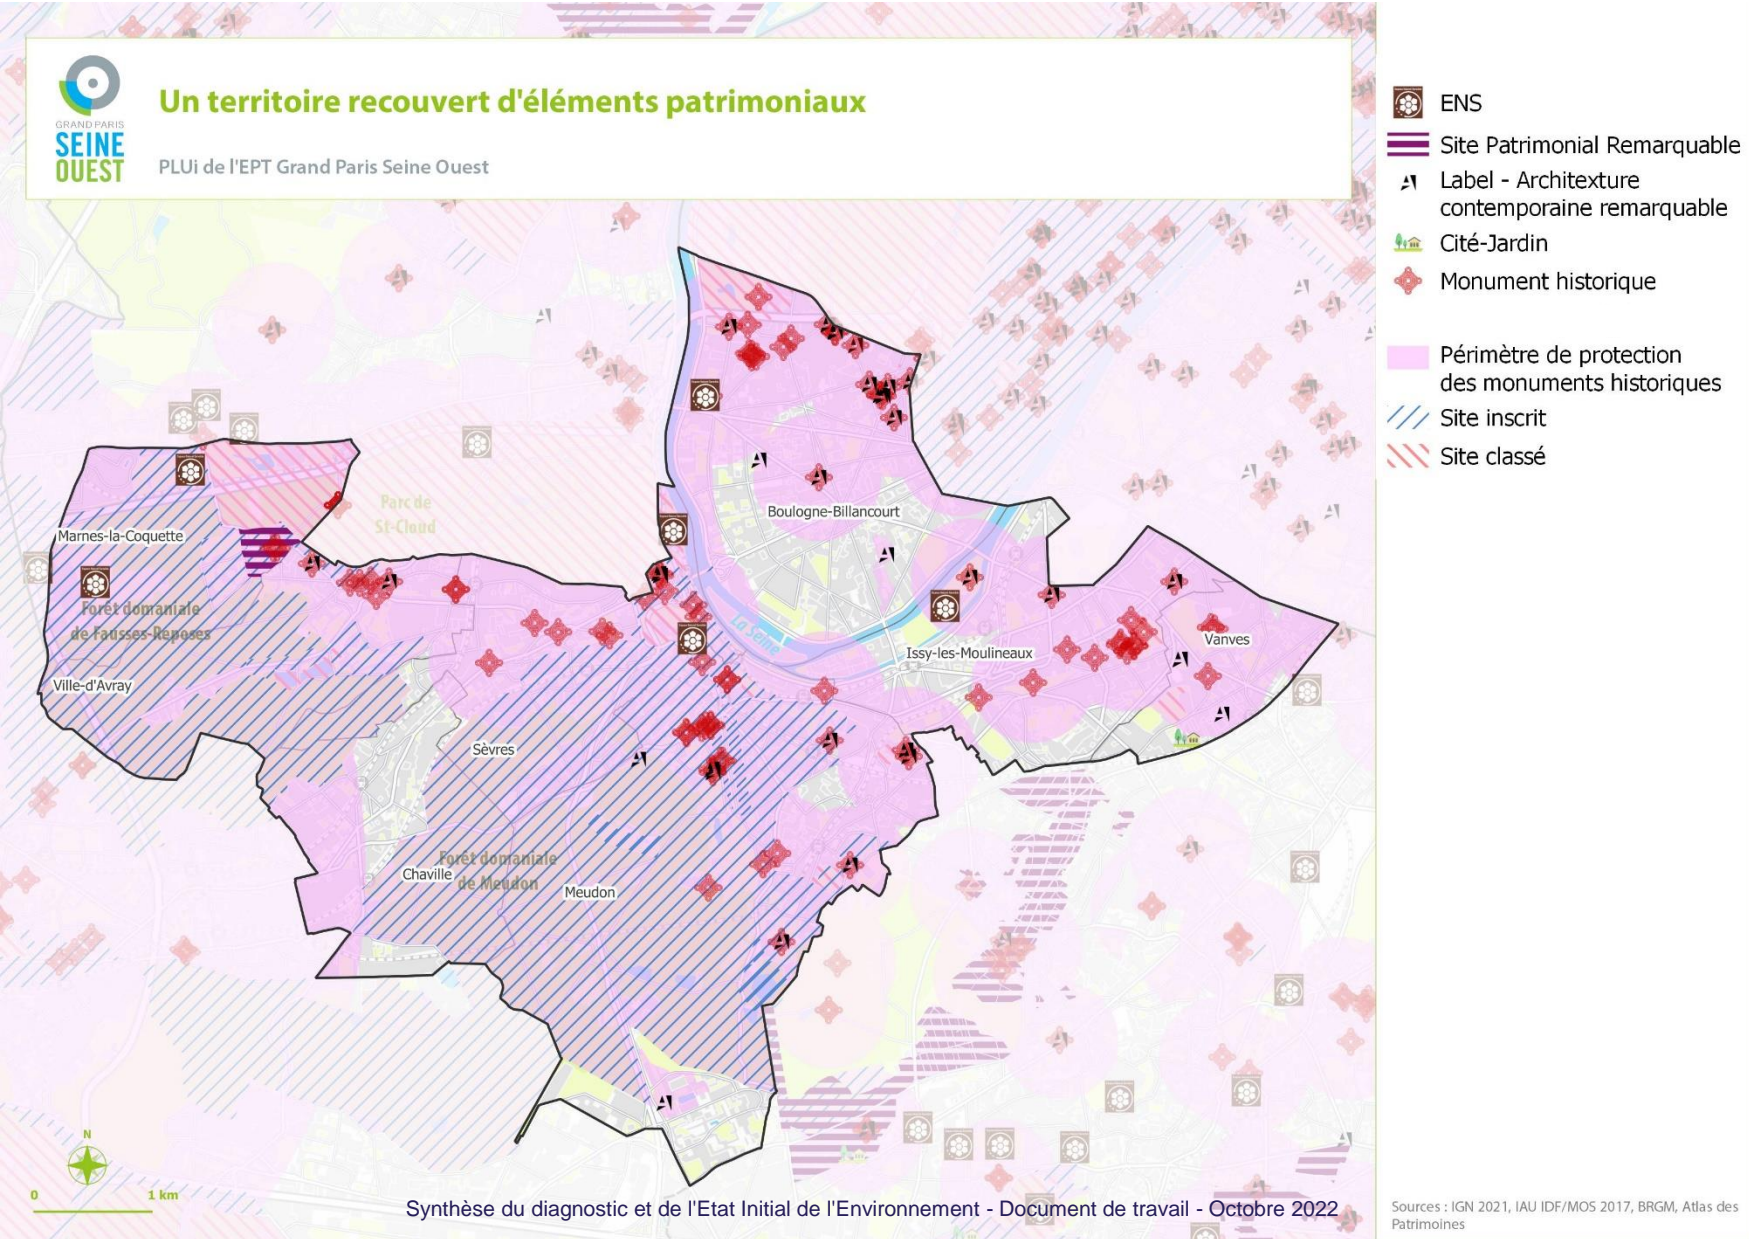 GRAND PARIS
SEINE
OUEST
Un territoire recouvert d'éléments patrimoniaux
PLUi de l'EPT Grand Paris Seine Ouest
ENS
Site Patrimonial Remarquable
Label - Architexture
contemporaine remarquable
Cité-Jardin
Monument historique
Périmètre de protection
des monuments historiques
Site inscrit
Site classé
Parc de
St-Cloud
Boulogne-Billancourt
Marnes-la-Coquette
Forêt domaniale
de Fausses-Reposes
La Seine
Issy-les-Moulineaux
Vanves
Ville-d'Avray
Sèvres
Forêt domaniale
de Meudon
Chaville
Meudon
N
0 1 km
Synthèse du diagnostic et de l'Etat Initial de l'Environnement - Document de travail - Octobre 2022
Sources : IGN 2021, IAU IDF/MOS 2017, BRGM, Atlas des
Patrimoines